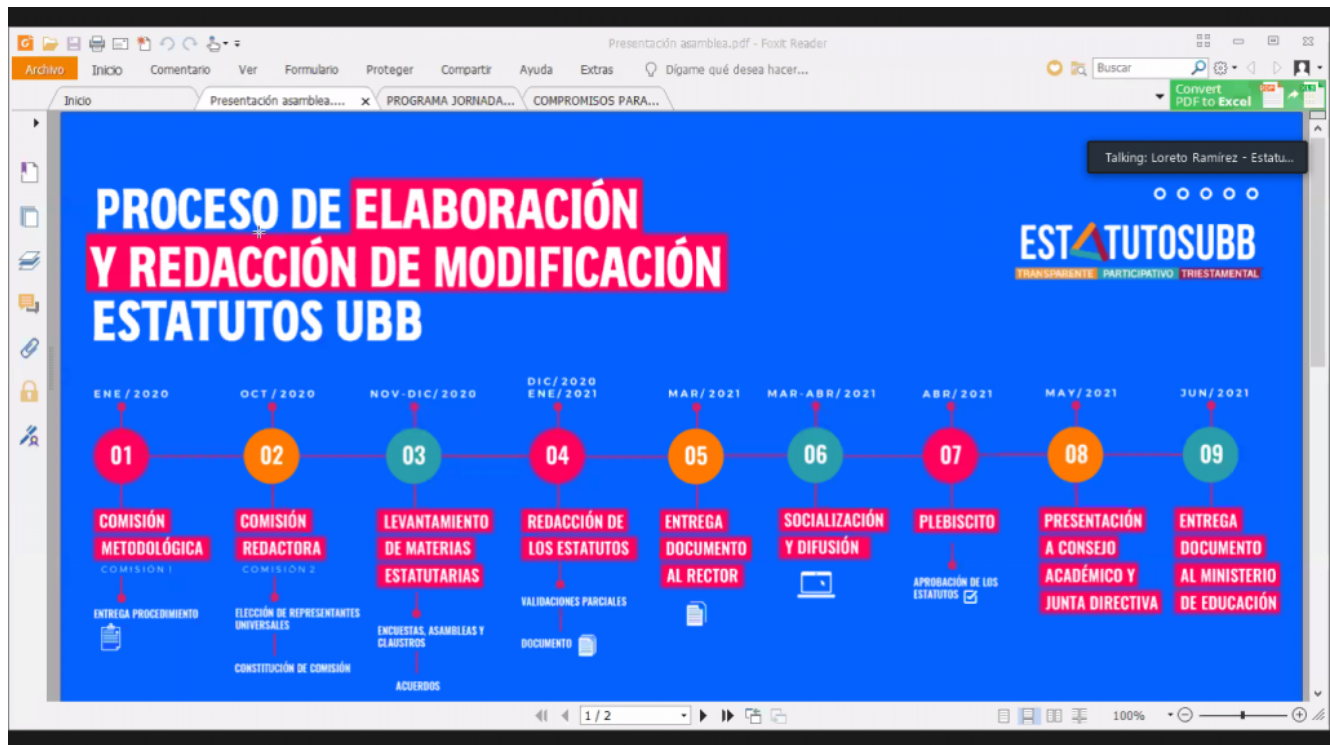 Presentación asamblea.pdf - Foxit Reader
Archivo Inicio Comentario Ver Formulario Proteger Compartir Ayuda Extras Dígame qué desea hacer... Buscar
Inicio Presentación asamblea.... x PROGRAMA JORNADA... COMPROMISOS PARA...
Convert
PDF to Excel
Talking: Loreto Ramírez - Estatu...
PROCESO DE ELABORACIÓN
Y REDACCIÓN DE MODIFICACIÓN
ESTATUTOS UBB
ESTATUTOSUBB
TRANSPARENTE PARTICIPATIVO TRIESTAMENTAL
ENE/2020
01
COMISIÓN
METODOLÓGICA
COMISION 1
ENTREGA PROCEDIMIENTO
OCT/2020
02
COMISIÓN
REDACTORA
COMISIÓN 2
ELECCIÓN DE REPRESENTANTES
UNIVERSALES
CONSTITUCIÓN DE COMISIÓN
NOV-DIC/2020
03
LEVANTAMIENTO
DE MATERIAS
ESTATUTARIAS
ENCUESTAS, ASAMBLEAS Y
CLAUSTROS
ACUERDOS
DIC/2020
ENE/2021
04
REDACCIÓN DE
LOS ESTATUTOS
VALIDACIONES PARCIALES
DOCUMENTO
MAR/2021
05
ENTREGA
DOCUMENTO
AL RECTOR
MAR-ABR/2021
06
SOCIALIZACIÓN
Y DIFUSIÓN
ABR/2021
07
PLEBISCITO
APROBACIÓN DE LOS
ESTATUTOS
MAY/2021
08
PRESENTACIÓN
A CONSEJO
ACADÉMICO Y
JUNTA DIRECTIVA
JUN/2021
09
ENTREGA
DOCUMENTO
AL MINISTERIO
DE EDUCACIÓN
1 / 2
100%